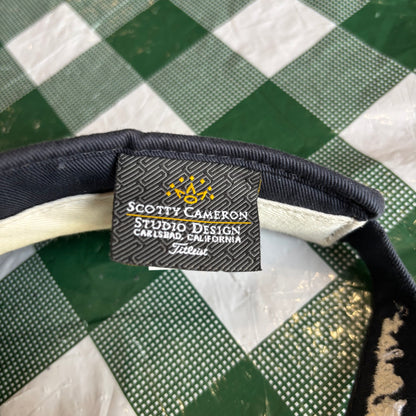 SCOTTY CAMERON
STUDIO DESIGN
CARLSBAD, CALIFORNIA
Titleist